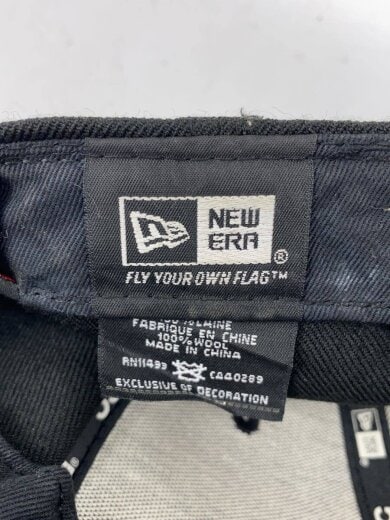 NEW
ERA®
FLY YOUR OWN FLAG™
% LAINE
FABRIQUE EN CHINE
100% WOOL
MADE IN CHINA
RN11493 CA40289
EXCLUSIVE OF DECORATION